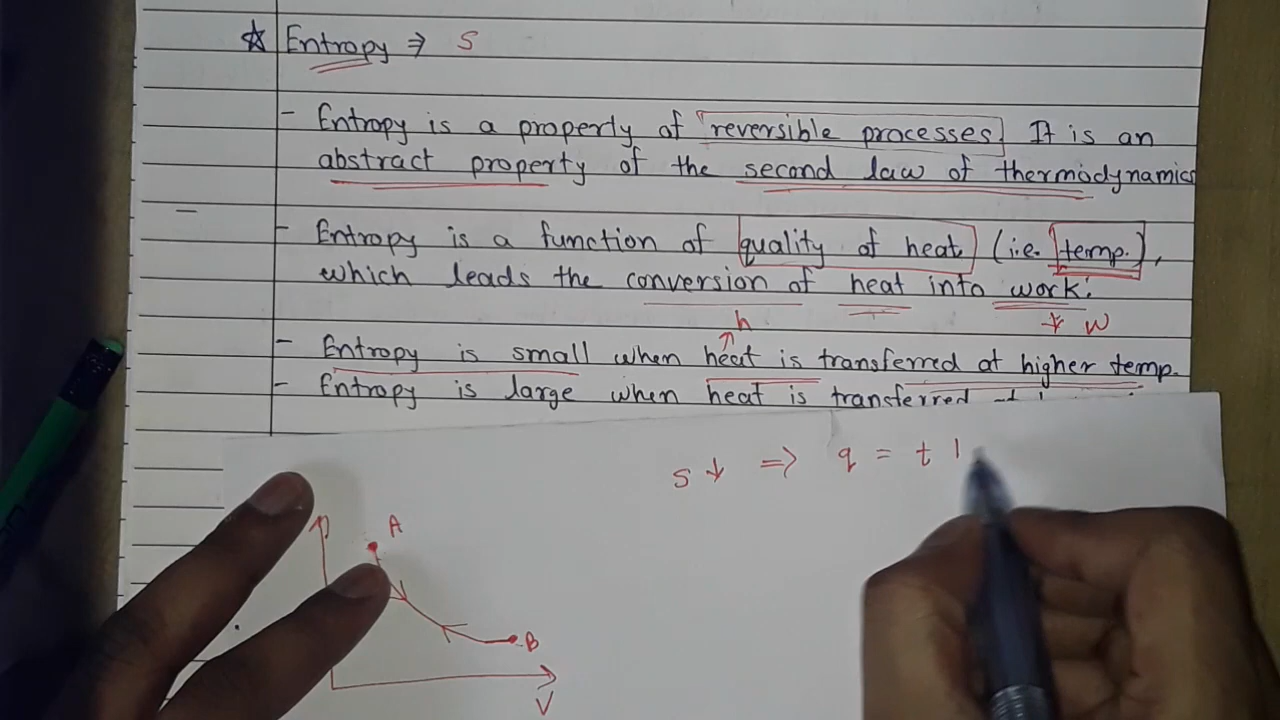 ☆ Entropy ⇒ S
- Entropy is a property of reversible processes. It is an
abstract property of the second law of thermodynamics
- Entropy is a function of quality of heat (i.e. temp.),
which leads the conversion of heat into work.
h
W
- Entropy is small when heat is transferred at higher temp.
- Entropy is large when heat is transferred at
S ↓ ⇒ q = t
A
B
V